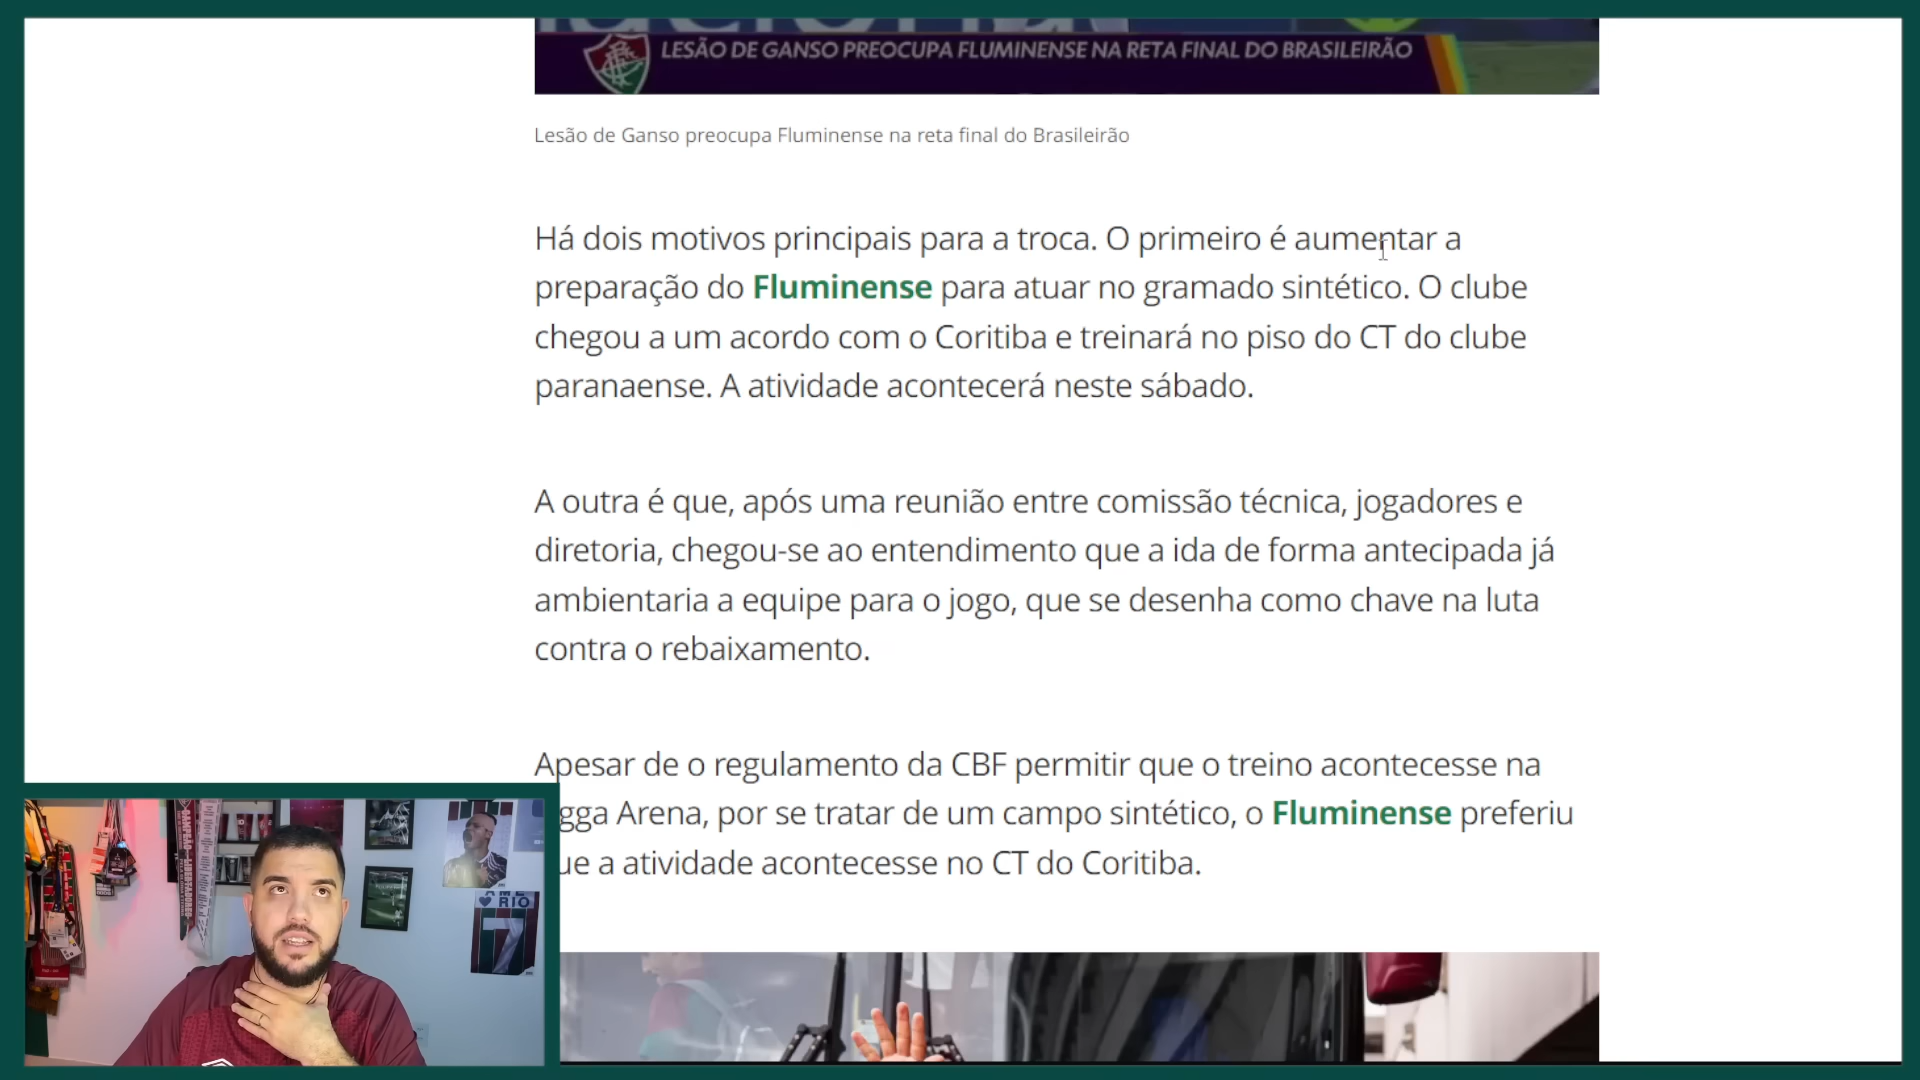 LESÃO DE GANSO PREOCUPA FLUMINENSE NA RETA FINAL DO BRASILEIRÃO
Lesão de Ganso preocupa Fluminense na reta final do Brasileirão
Há dois motivos principais para a troca. O primeiro é aumentar a
preparação do Fluminense para atuar no gramado sintético. O clube
chegou a um acordo com o Coritiba e treinará no piso do CT do clube
paranaense. A atividade acontecerá neste sábado.
A outra é que, após uma reunião entre comissão técnica, jogadores e
diretoria, chegou-se ao entendimento que a ida de forma antecipada já
ambientaria a equipe para o jogo, que se desenha como chave na luta
contra o rebaixamento.
Apesar de o regulamento da CBF permitir que o treino acontecesse na
gga Arena, por se tratar de um campo sintético, o Fluminense preferiu
ue a atividade acontecesse no CT do Coritiba.
RIO
7